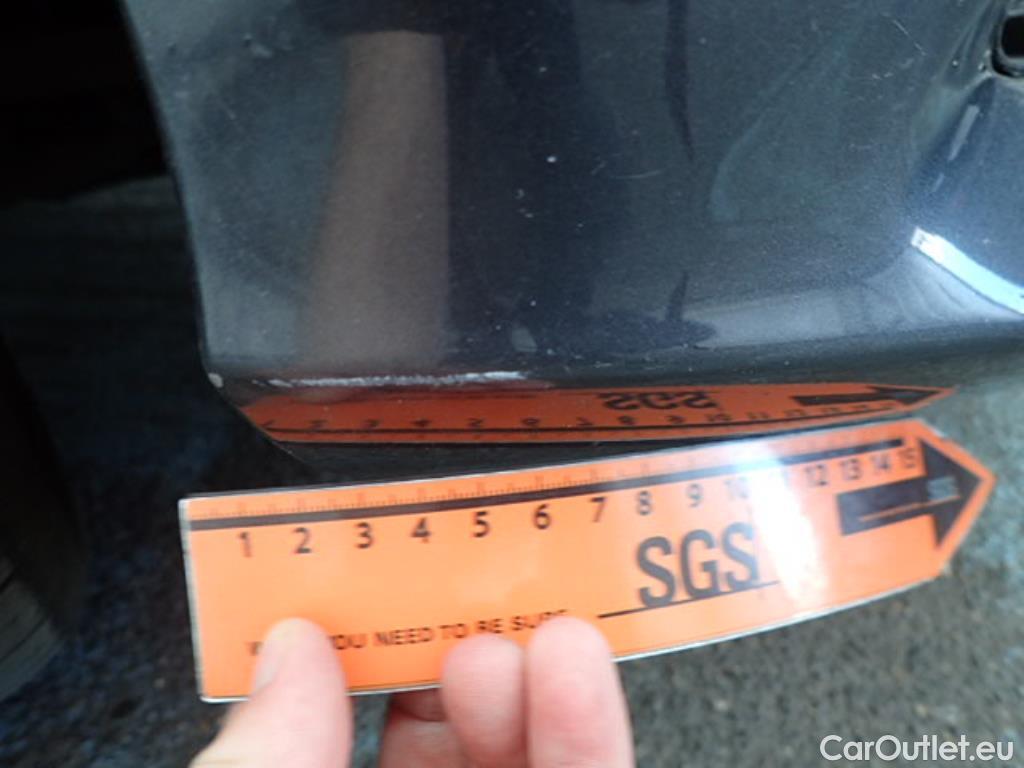 1 2 3 4 5 6 7 8 9 10 12 13 14 15
SGS
YOU NEED TO BE SURE
CarOutlet.eu